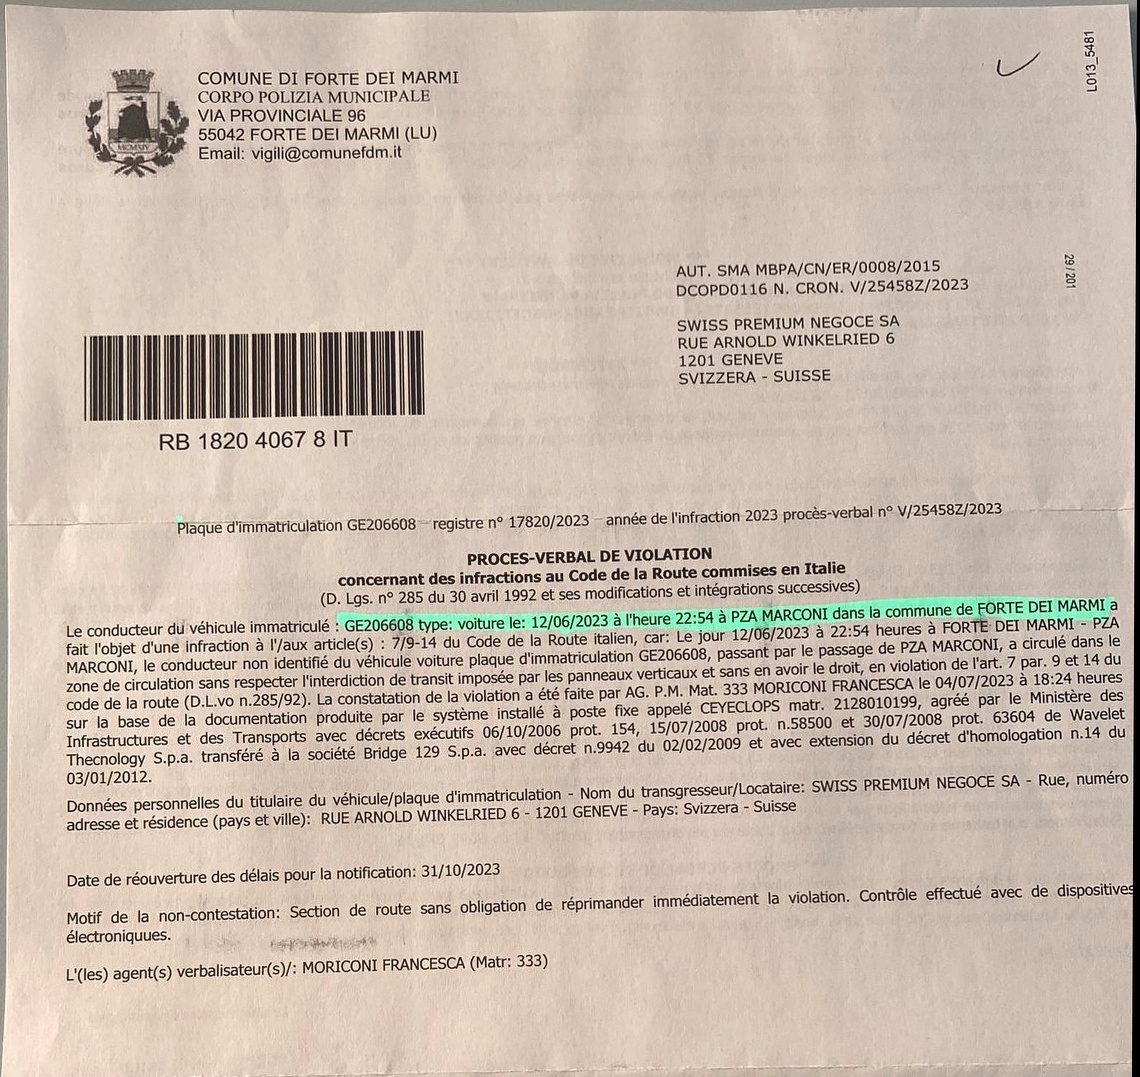 L013_5481
COMUNE DI FORTE DEI MARMI
CORPO POLIZIA MUNICIPALE
VIA PROVINCIALE 96
55042 FORTE DEI MARMI (LU)
Email: vigili@comunefdm.it
MCMXIV
29 / 201
AUT. SMA MBPA/CN/ER/0008/2015
DCOPD0116 N. CRON. V/25458Z/2023
SWISS PREMIUM NEGOCE SA
RUE ARNOLD WINKELRIED 6
1201 GENEVE
SVIZZERA - SUISSE
RB 1820 4067 8 IT
Plaque d'immatriculation GE206608 – registre n° 17820/2023 – année de l'infraction 2023 procès-verbal n° V/25458Z/2023
PROCES-VERBAL DE VIOLATION
concernant des infractions au Code de la Route commises en Italie
(D. Lgs. n° 285 du 30 avril 1992 et ses modifications et intégrations successives)
Le conducteur du véhicule immatriculé : GE206608 type: voiture le: 12/06/2023 à l'heure 22:54 à PZA MARCONI dans la commune de FORTE DEI MARMI a
fait l'objet d'une infraction à l'/aux article(s) : 7/9-14 du Code de la Route italien, car: Le jour 12/06/2023 à 22:54 heures à FORTE DEI MARMI - PZA
MARCONI, le conducteur non identifié du véhicule voiture plaque d'immatriculation GE206608, passant par le passage de PZA MARCONI, a circulé dans le
zone de circulation sans respecter l'interdiction de transit imposée par les panneaux verticaux et sans en avoir le droit, en violation de l'art. 7 par. 9 et 14 du
code de la route (D.L.vo n.285/92). La constatation de la violation a été faite par AG. P.M. Mat. 333 MORICONI FRANCESCA le 04/07/2023 à 18:24 heures
sur la base de la documentation produite par le système installé à poste fixe appelé CEYECLOPS matr. 2128010199, agréé par le Ministère des
Infrastructures et des Transports avec décrets exécutifs 06/10/2006 prot. 154, 15/07/2008 prot. n.58500 et 30/07/2008 prot. 63604 de Wavelet
Thecnology S.p.a. transféré à la société Bridge 129 S.p.a. avec décret n.9942 du 02/02/2009 et avec extension du décret d'homologation n.14 du
03/01/2012.
Données personnelles du titulaire du véhicule/plaque d'immatriculation - Nom du transgresseur/Locataire: SWISS PREMIUM NEGOCE SA - Rue, numéro
adresse et résidence (pays et ville): RUE ARNOLD WINKELRIED 6 - 1201 GENEVE - Pays: Svizzera - Suisse
Date de réouverture des délais pour la notification: 31/10/2023
Motif de la non-contestation: Section de route sans obligation de réprimander immédiatement la violation. Contrôle effectué avec de dispositives
électroniques.
L'(les) agent(s) verbalisateur(s)/: MORICONI FRANCESCA (Matr: 333)